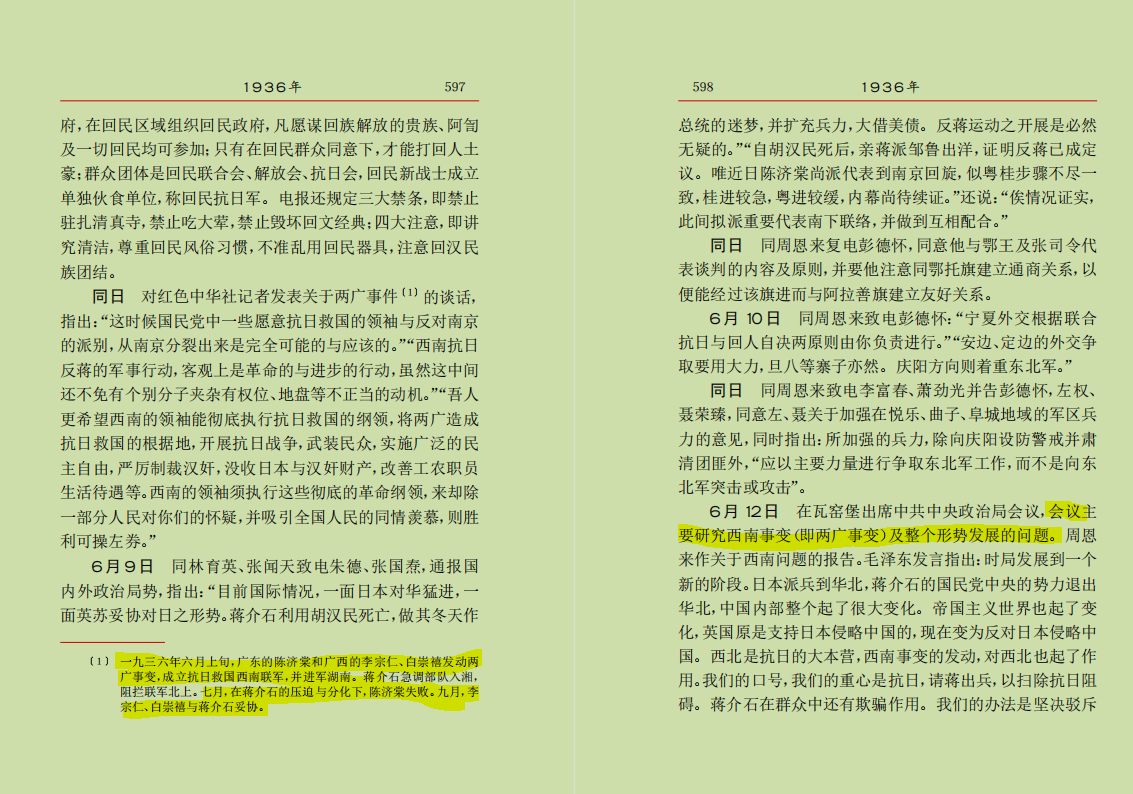 1936年 597
府，在回民区域组织回民政府，凡愿谋回族解放的贵族、阿訇
及一切回民均可参加；只有在回民群众同意下，才能打回人土
豪；群众团体是回民联合会、解放会、抗日会，回民新战士成立
单独伙食单位，称回民抗日军。电报还规定三大禁条，即禁止
驻扎清真寺，禁止吃大荤，禁止毁坏回文经典；四大注意，即讲
究清洁，尊重回民风俗习惯，不准乱用回民器具，注意回汉民
族团结。
同日 对红色中华社记者发表关于两广事件〔1〕的谈话，
指出：“这时候国民党中一些愿意抗日救国的领袖与反对南京
的派别，从南京分裂出来是完全可能的与应该的。”“西南抗日
反蒋的军事行动，客观上是革命的与进步的行动，虽然这中间
还不免有个别分子夹杂有权位、地盘等不正当的动机。”“吾人
更希望西南的领袖能彻底执行抗日救国的纲领，将两广造成
抗日救国的根据地，开展抗日战争，武装民众，实施广泛的民
主自由，严厉制裁汉奸，没收日本与汉奸财产，改善工农职员
生活待遇等。西南的领袖须执行这些彻底的革命纲领，来却除
一部分人民对你们的怀疑，并吸引全国人民的同情羡慕，则胜
利可操左券。”
6月9日 同林育英、张闻天致电朱德、张国焘，通报国
内外政治局势，指出：“目前国际情况，一面日本对华猛进，一
面英苏妥协对日之形势。蒋介石利用胡汉民死亡，做其冬天作
〔1〕 一九三六年六月上旬，广东的陈济棠和广西的李宗仁、白崇禧发动两
广事变，成立抗日救国西南联军，并进军湖南。蒋介石急调部队入湘，
阻拦联军北上。七月，在蒋介石的压迫与分化下，陈济棠失败。九月，李
宗仁、白崇禧与蒋介石妥协。
598 1936年
总统的迷梦，并扩充兵力，大借美债。反蒋运动之开展是必然
无疑的。”“自胡汉民死后，亲蒋派邹鲁出洋，证明反蒋已成定
议。唯近日陈济棠尚派代表到南京回旋，似粤桂步骤不尽一
致，桂进较急，粤进较缓，内幕尚待续证。”还说：“俟情况证实，
此间拟派重要代表南下联络，并做到互相配合。”
同日 同周恩来复电彭德怀，同意他与鄂王及张司令代
表谈判的内容及原则，并要他注意同鄂托旗建立通商关系，以
便能经过该旗进而与阿拉善旗建立友好关系。
6月10日 同周恩来致电彭德怀：“宁夏外交根据联合
抗日与回人自决两原则由你负责进行。”“安边、定边的外交争
取要用大力，旦八等寨子亦然。庆阳方向则着重东北军。”
同日 同周恩来致电李富春、萧劲光并告彭德怀，左权、
聂荣臻，同意左、聂关于加强在悦乐、曲子、阜城地域的军区兵
力的意见，同时指出：所加强的兵力，除向庆阳设防警戒并肃
清团匪外，“应以主要力量进行争取东北军工作，而不是向东
北军突击或攻击”。
6月12日 在瓦窑堡出席中共中央政治局会议，会议主
要研究西南事变（即两广事变）及整个形势发展的问题。周恩
来作关于西南问题的报告。毛泽东发言指出：时局发展到一个
新的阶段。日本派兵到华北，蒋介石的国民党中央的势力退出
华北，中国内部整个起了很大变化。帝国主义世界也起了变
化，英国原是支持日本侵略中国的，现在变为反对日本侵略中
国。西北是抗日的大本营，西南事变的发动，对西北也起了作
用。我们的口号，我们的重心是抗日，请蒋出兵，以扫除抗日阻
碍。蒋介石在群众中还有欺骗作用。我们的办法是坚决驳斥